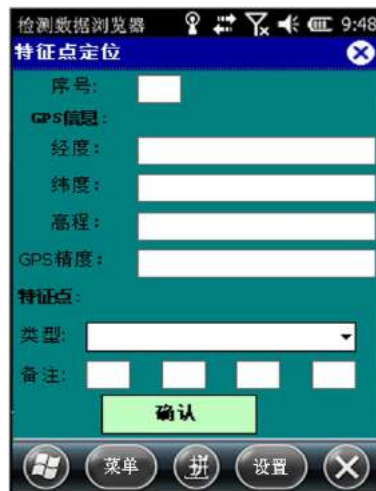 检测数据浏览器 9:48
特征点定位
序号:
GPS信息:
经度:
纬度:
高程:
GPS精度:
特征点:
类型:
备注:
确认
菜单 拼 设置